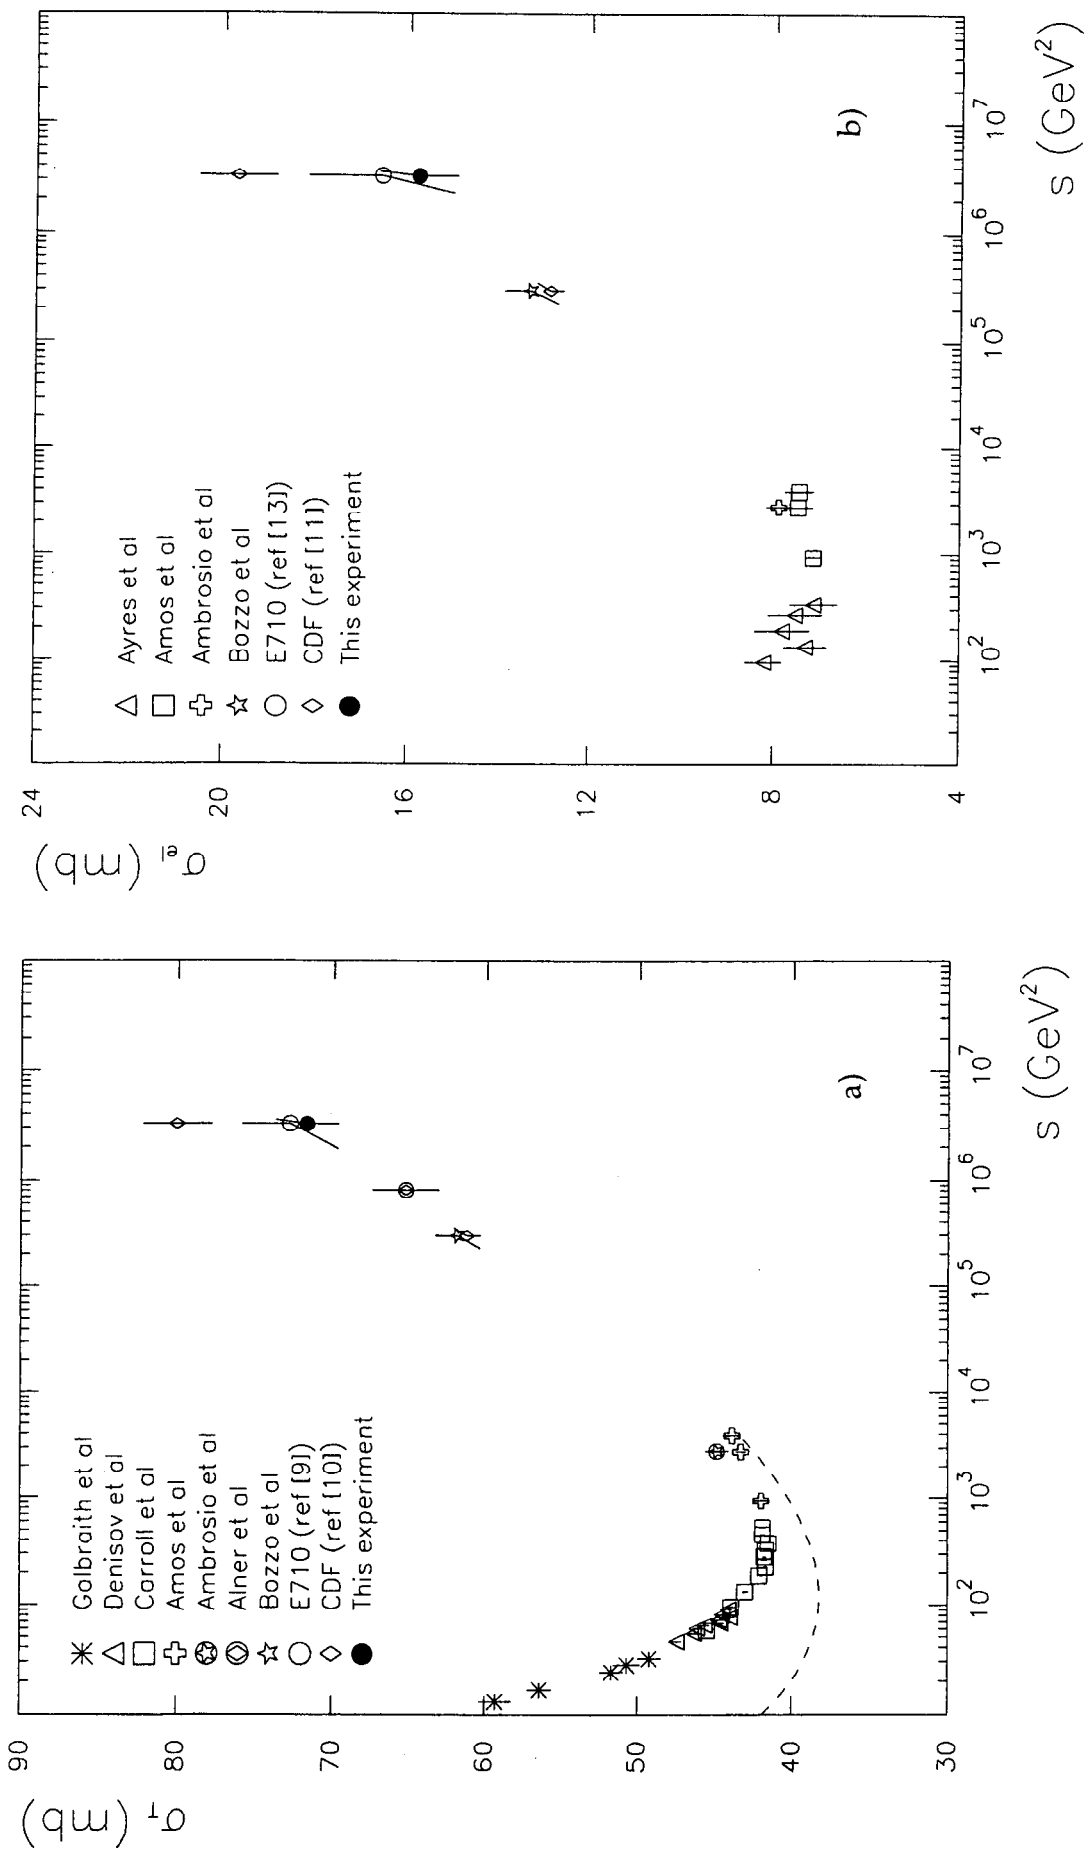 σT (mb)
90
80
70
60
50
40
30
Galbraith et al
Denisov et al
Carroll et al
Amos et al
Ambrosio et al
Alner et al
Bozzo et al
E710 (ref [9])
CDF (ref [10])
This experiment
a)
10^2
10^3
10^4
10^5
10^6
10^7
s (GeV^2)
σel (mb)
24
20
16
12
8
4
Ayres et al
Amos et al
Ambrosio et al
Bozzo et al
E710 (ref [13])
CDF (ref [11])
This experiment
b)
10^2
10^3
10^4
10^5
10^6
10^7
s (GeV^2)